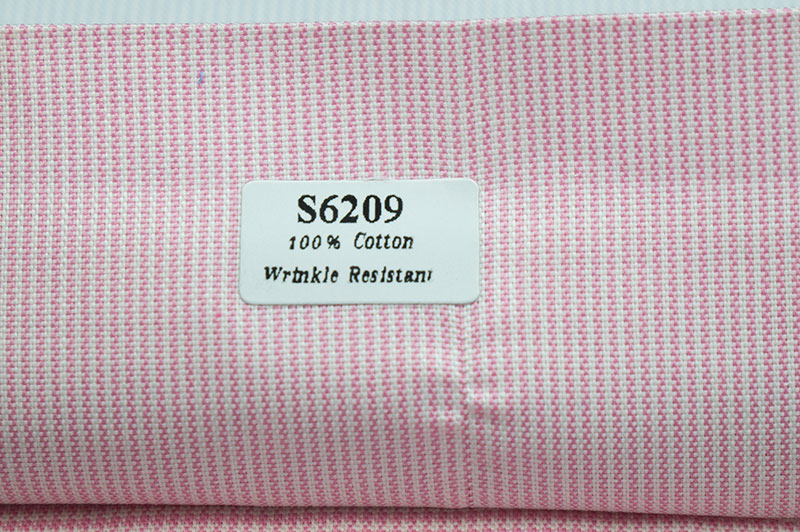 S6209
100% Cotton
Wrinkle Resistant